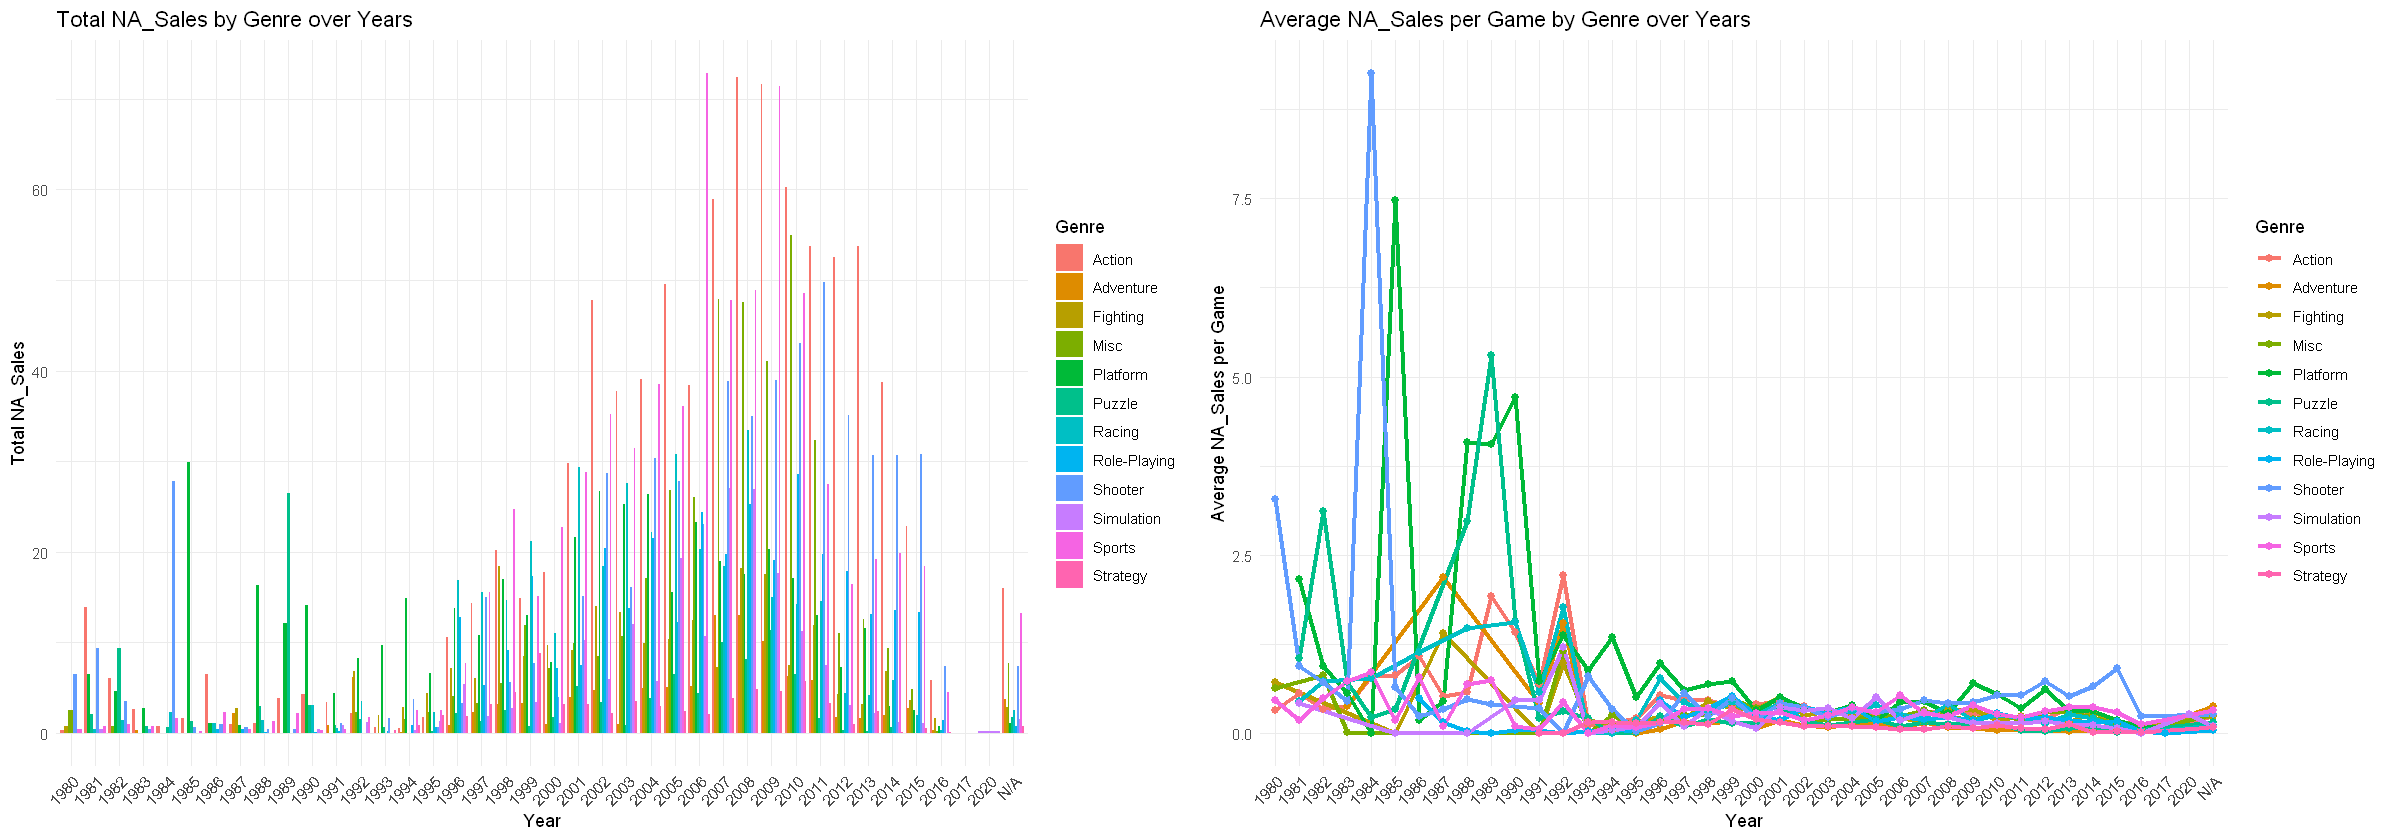 Total NA_Sales by Genre over Years
Total NA_Sales
60
40
20
0
1980 1981 1982 1983 1984 1985 1986 1987 1988 1989 1990 1991 1992 1993 1994 1995 1996 1997 1998 1999 2000 2001 2002 2003 2004 2005 2006 2007 2008 2009 2010 2011 2012 2013 2014 2015 2016 2017 2020 N/A
Year
Genre
Action
Adventure
Fighting
Misc
Platform
Puzzle
Racing
Role-Playing
Shooter
Simulation
Sports
Strategy
Average NA_Sales per Game by Genre over Years
Average NA_Sales per Game
7.5
5.0
2.5
0.0
1980 1981 1982 1983 1984 1985 1986 1987 1988 1989 1990 1991 1992 1993 1994 1995 1996 1997 1998 1999 2000 2001 2002 2003 2004 2005 2006 2007 2008 2009 2010 2011 2012 2013 2014 2015 2016 2017 2020 N/A
Year
Genre
Action
Adventure
Fighting
Misc
Platform
Puzzle
Racing
Role-Playing
Shooter
Simulation
Sports
Strategy